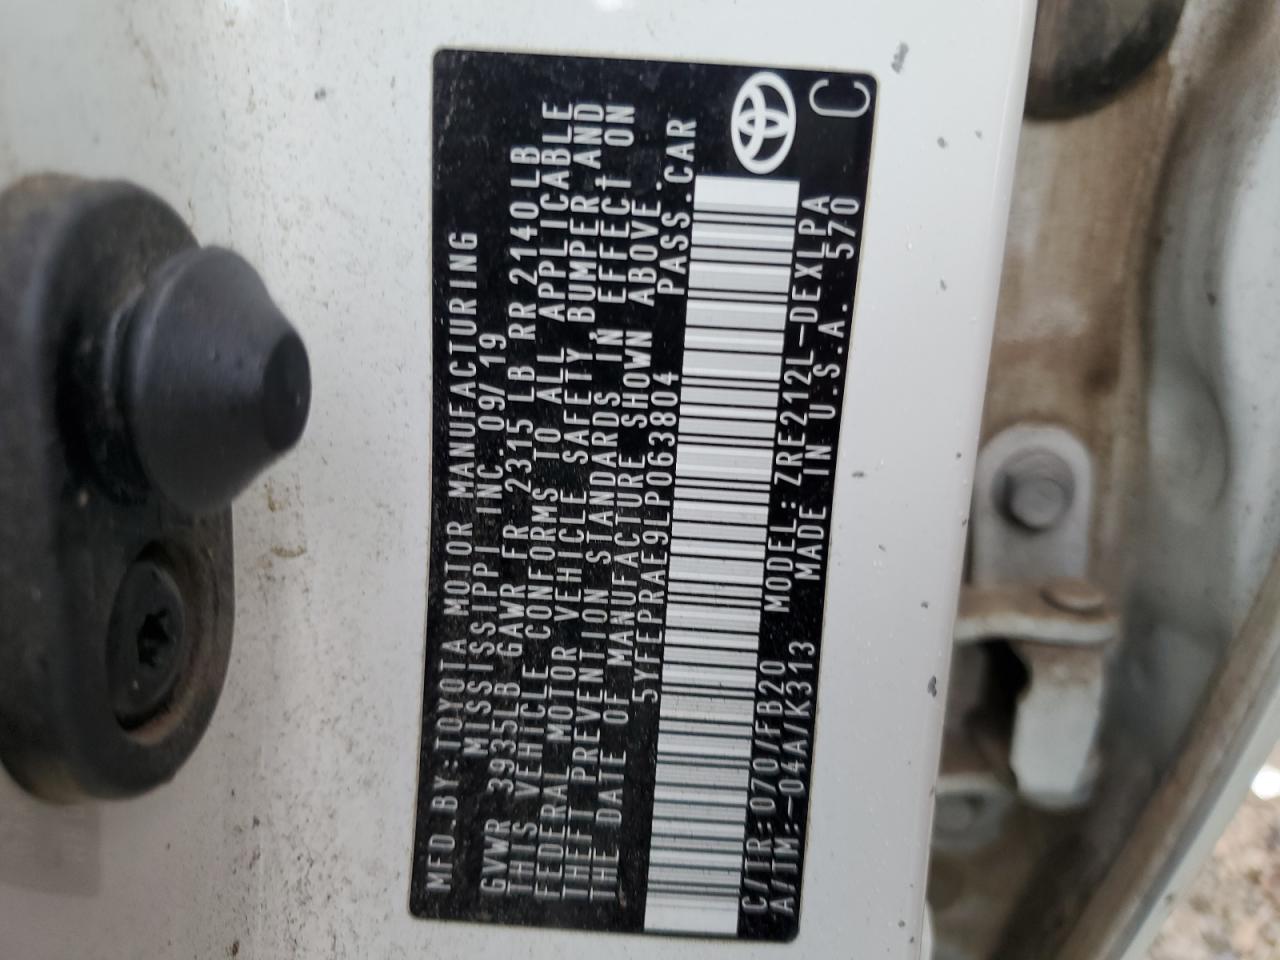 MFD.BY:TOYOTA MOTOR MANUFACTURING
MISSISSIPPI INC. 09/19
GVWR 3935LB GAWR FR 2315 LB RR 2140 LB
THIS VEHICLE CONFORMS TO ALL APPLICABLE
FEDERAL MOTOR VEHICLE SAFETY, BUMPER AND
THEFT PREVENTION STANDARDS IN EFFECT ON
THE DATE OF MANUFACTURE SHOWN ABOVE.
5YFEPRAE9LP063804 PASS.CAR
C/TR:070/FB20 MODEL:ZRE212L-DEXLPA
A/TM:-04A/K313 MADE IN U.S.A. 570
C